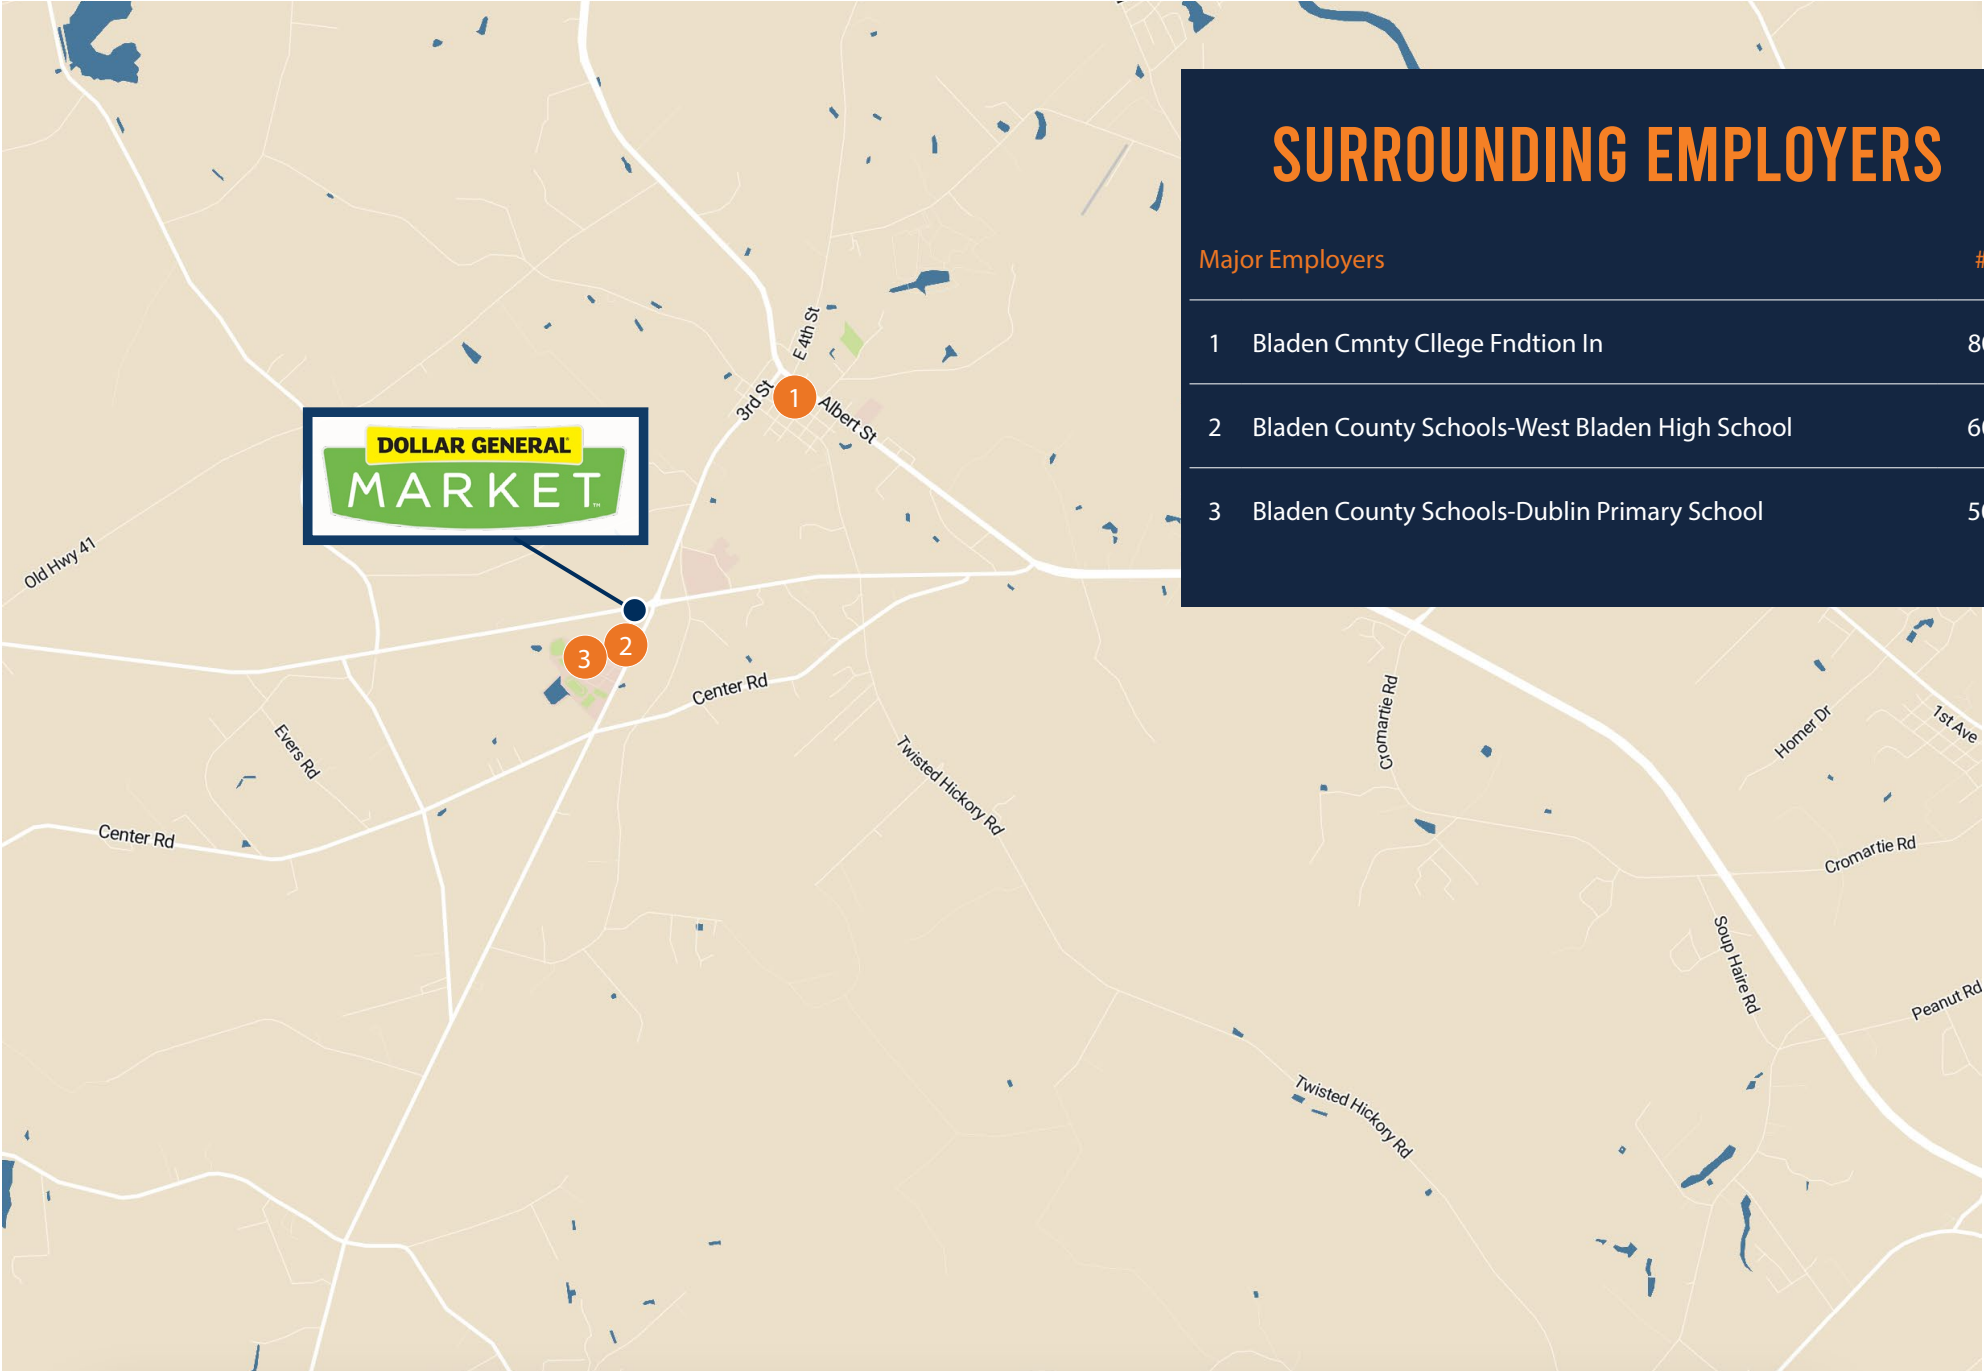 SURROUNDING EMPLOYERS
Major Employers #
1 Bladen Cmnty Cllege Fndtion In
2 Bladen County Schools-West Bladen High School
3 Bladen County Schools-Dublin Primary School
E 4th St
3rd St
1
Albert St
DOLLAR GENERAL
MARKET™
Old Hwy 41
3
2
Center Rd
Evers Rd
Center Rd
Twisted Hickory Rd
Cromartie Rd
Homer Dr
1st Ave
Cromartie Rd
Soup Haire Rd
Peanut Rd
Twisted Hickory Rd